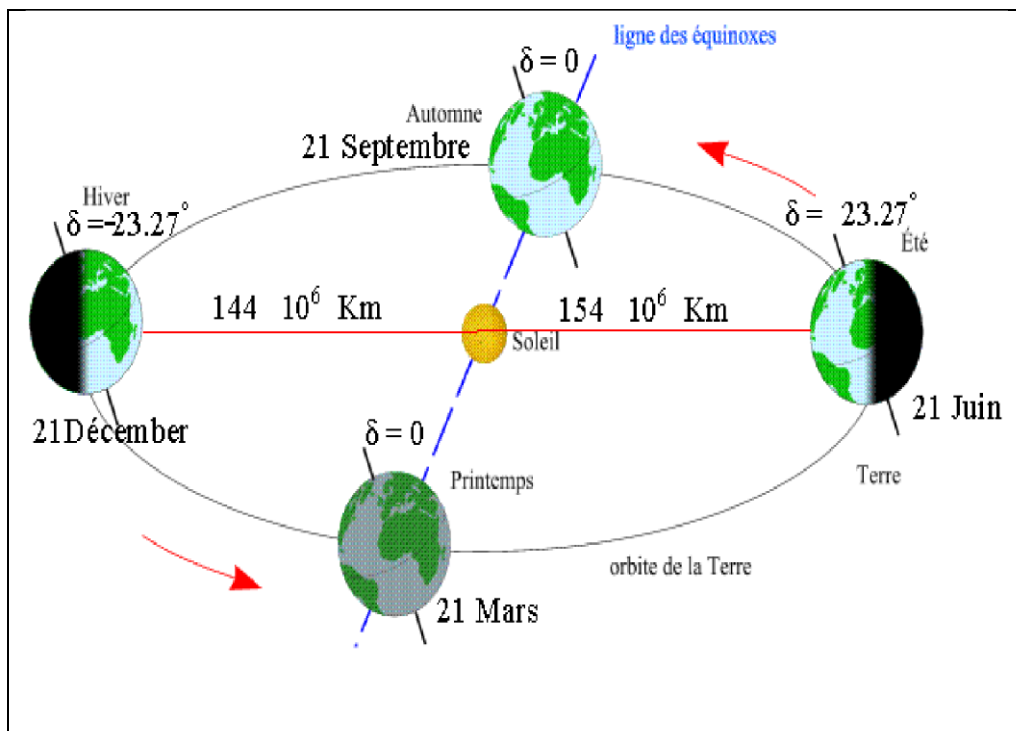 ligne des équinoxes
δ = 0
Automne
21 Septembre
Hiver
δ =-23.27°
δ = 23.27°
Été
144 10⁶ Km
154 10⁶ Km
Soleil
21Décember
21 Juin
δ = 0
Printemps
Terre
orbite de la Terre
21 Mars